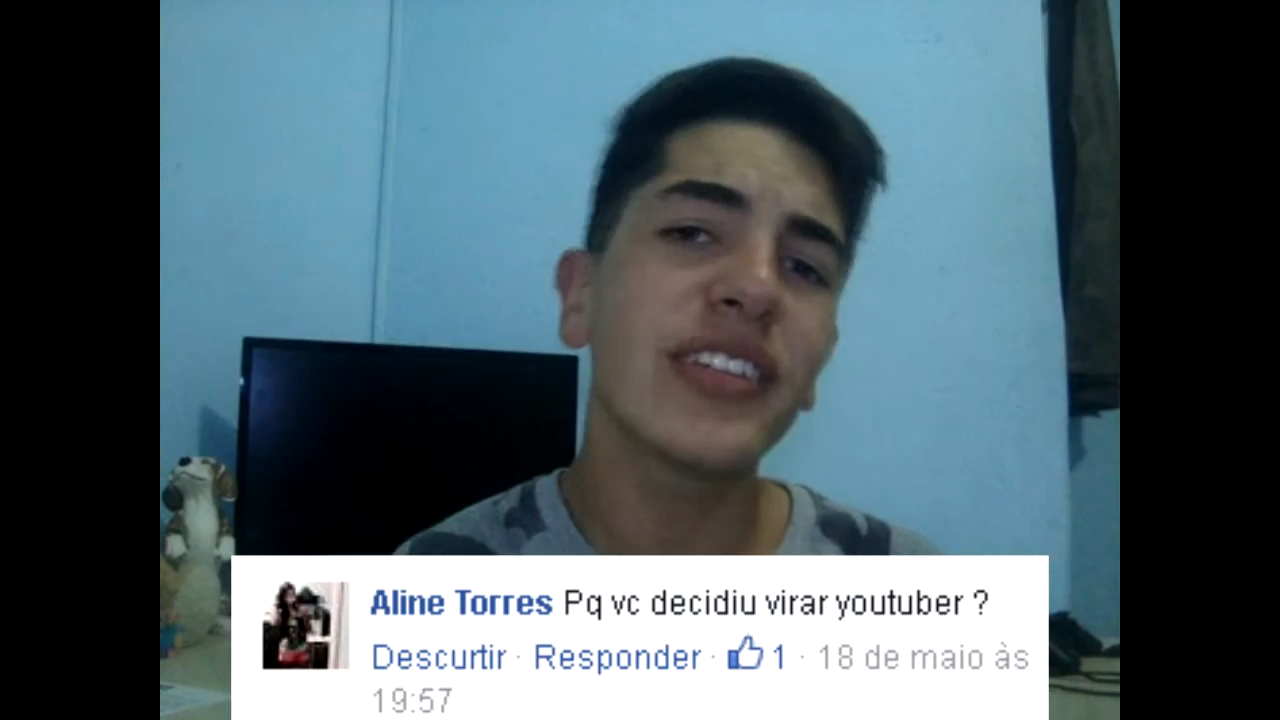 Aline Torres Pq vc decidiu virar youtuber ?
Descurtir · Responder · 1 · 18 de maio às
19:57